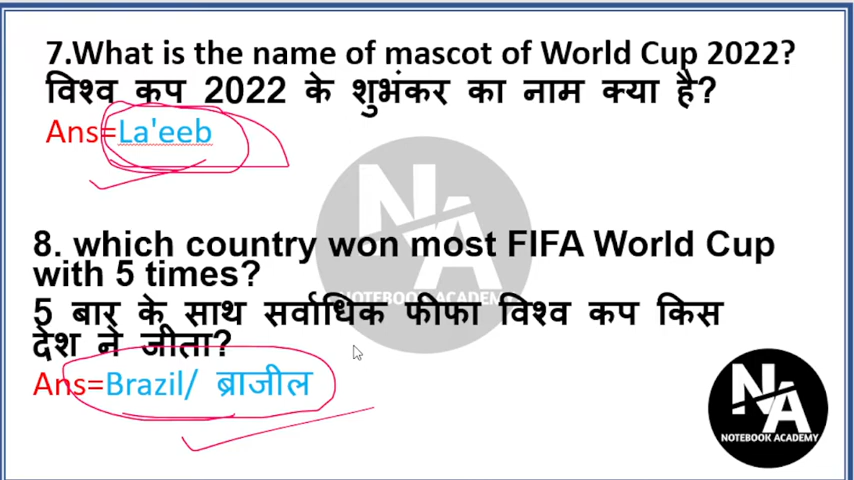 7.What is the name of mascot of World Cup 2022?
विश्व कप 2022 के शुभंकर का नाम क्या है?
Ans=La'eeb
NA
NOTEBOOK ACADEMY
8. which country won most FIFA World Cup
with 5 times?
5 बार के साथ सर्वाधिक फीफा विश्व कप किस
देश ने जीता?
Ans=Brazil/ ब्राजील
NA
NOTEBOOK ACADEMY